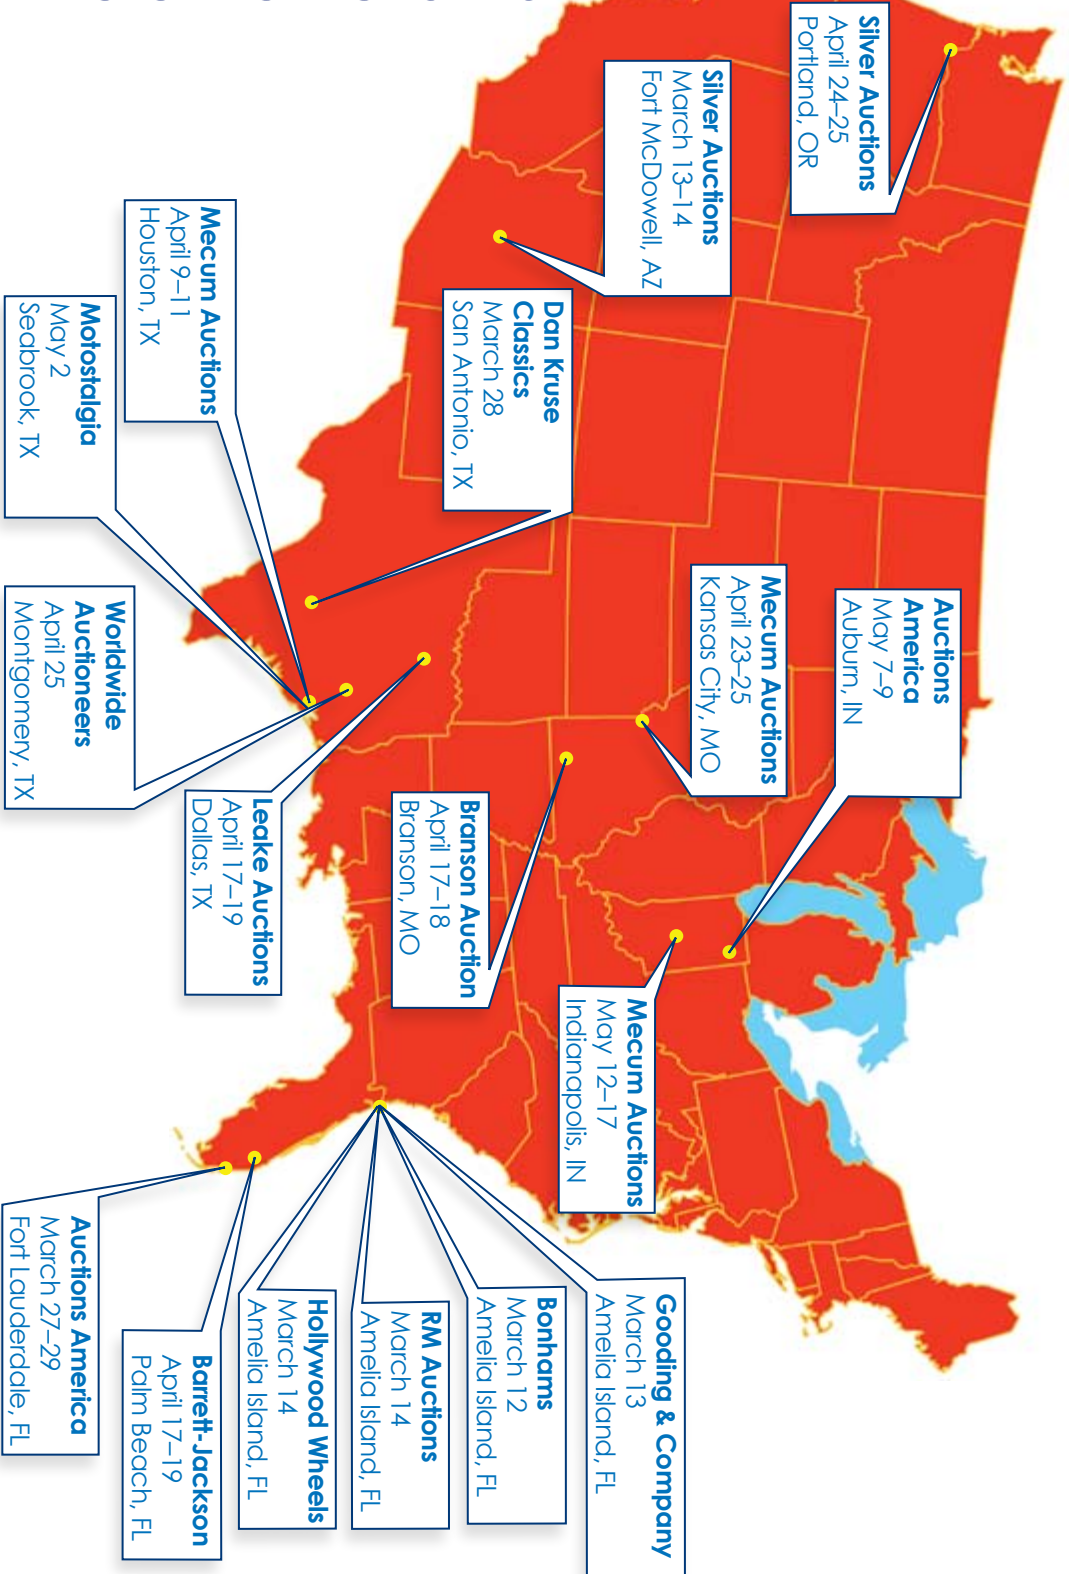 Silver Auctions
April 24–25
Portland, OR
Silver Auctions
March 13–14
Fort McDowell, AZ
Dan Kruse
Classics
March 28
San Antonio, TX
Mecum Auctions
April 9–11
Houston, TX
Motostalgia
May 2
Seabrook, TX
Auctions
America
May 7–9
Auburn, IN
Mecum Auctions
April 23–25
Kansas City, MO
Worldwide
Auctioneers
April 25
Montgomery, TX
Leake Auctions
April 17–19
Dallas, TX
Branson Auction
April 17–18
Branson, MO
Mecum Auctions
May 12–17
Indianapolis, IN
Gooding & Company
March 13
Amelia Island, FL
Bonhams
March 12
Amelia Island, FL
RM Auctions
March 14
Amelia Island, FL
Hollywood Wheels
March 14
Amelia Island, FL
Barrett-Jackson
April 17–19
Palm Beach, FL
Auctions America
March 27–29
Fort Lauderdale, FL